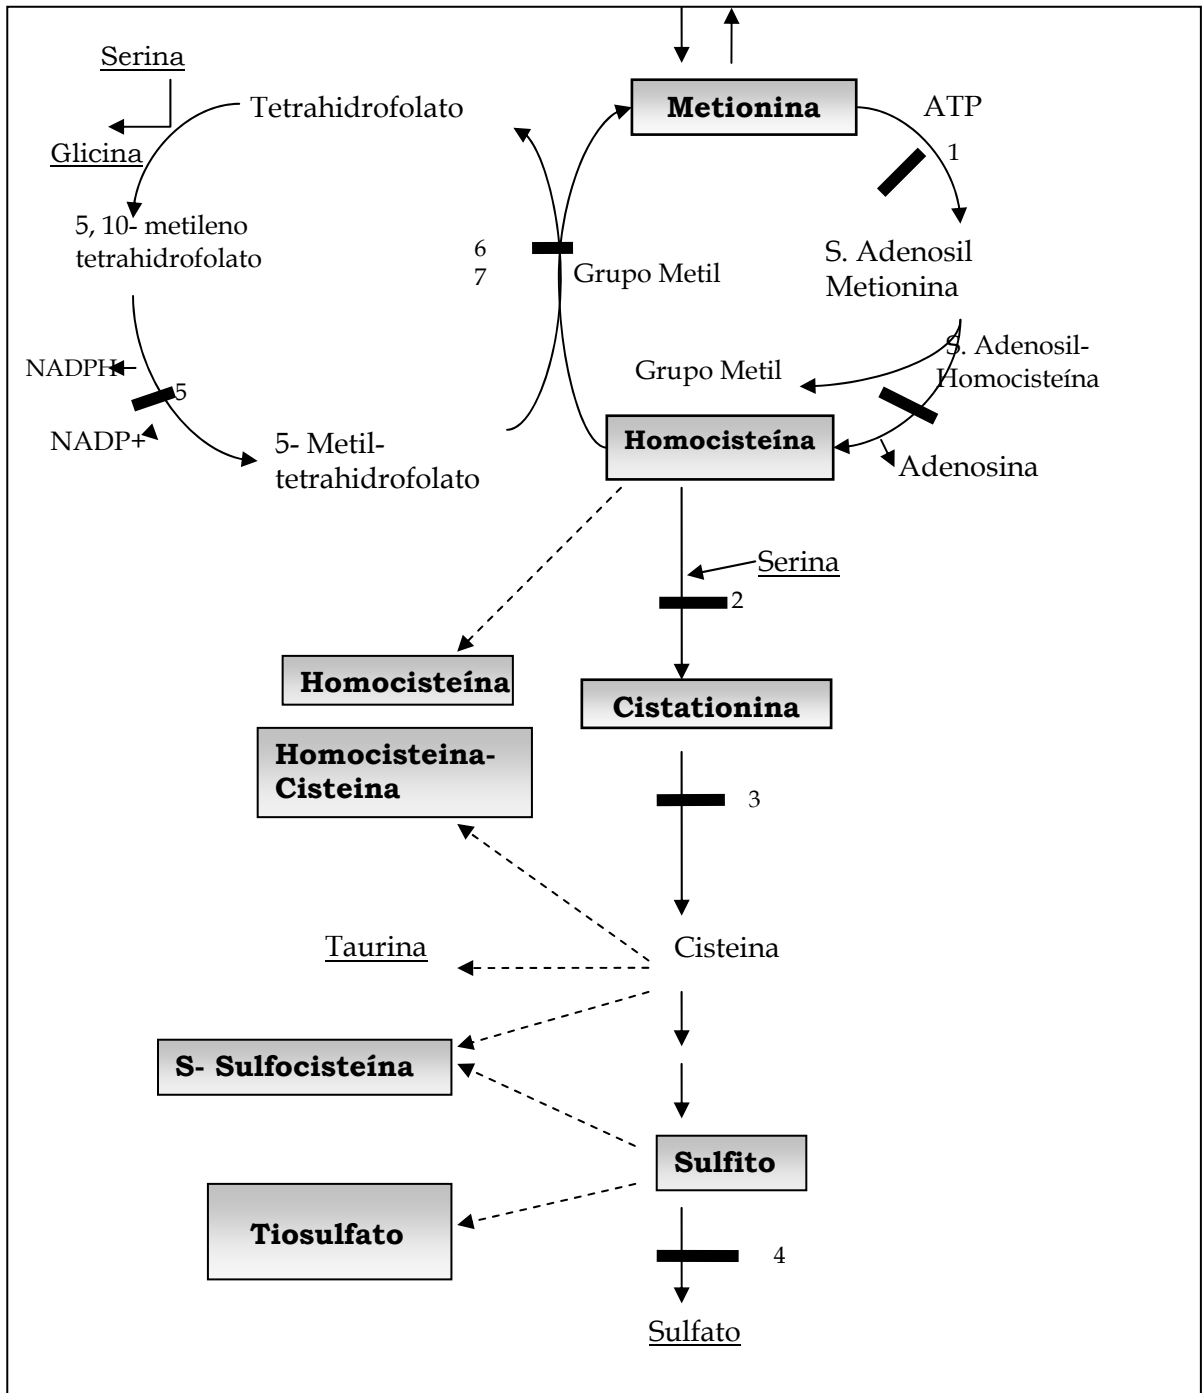 Serina
Tetrahidrofolato
Metionina
ATP
1
Glicina
5, 10- metileno
tetrahidrofolato
6
7
Grupo Metil
S. Adenosil
Metionina
NADPH
5
Grupo Metil
S. Adenosil-
Homocisteína
NADP+
5- Metil-
tetrahidrofolato
Homocisteína
Adenosina
Serina
2
Homocisteína
Cistationina
Homocisteina-
Cisteina
3
Taurina
Cisteina
S- Sulfocisteína
Sulfito
Tiosulfato
4
Sulfato